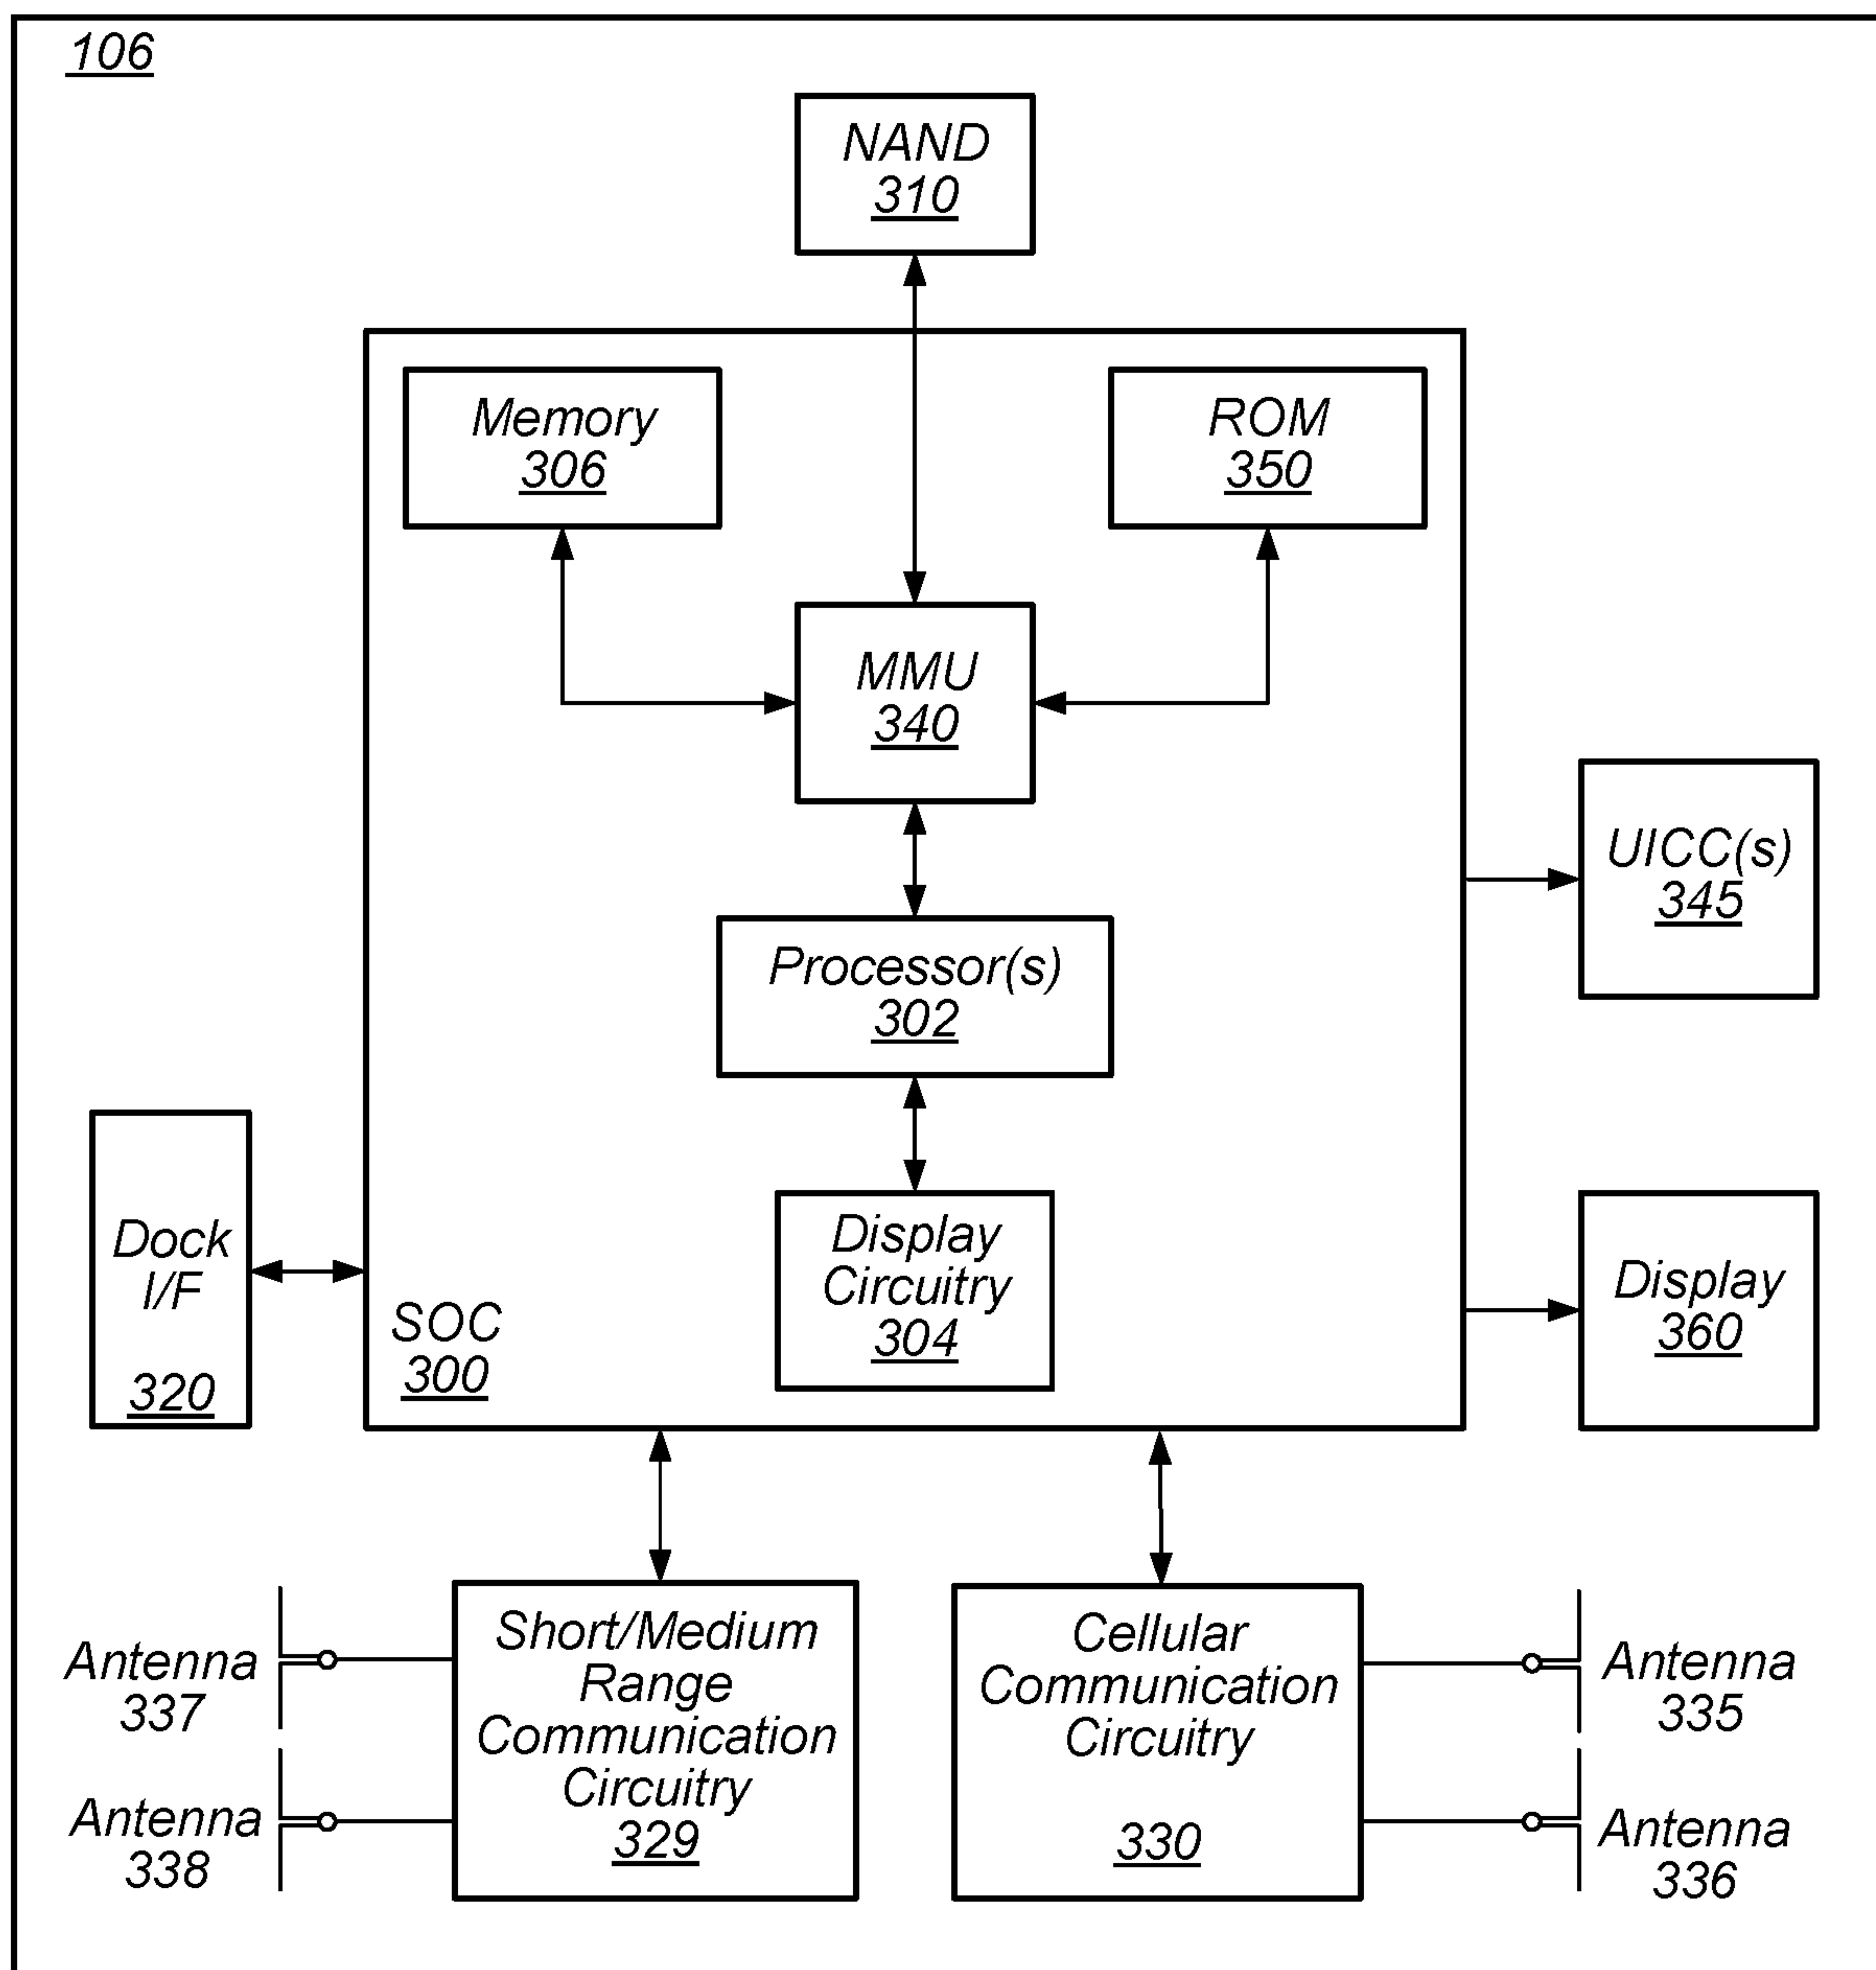 106
NAND
310
Memory
306
ROM
350
MMU
340
UICC(s)
345
Processor(s)
302
Dock
I/F
320
Display
Circuitry
304
SOC
300
Display
360
Short/Medium
Range
Communication
Circuitry
329
Cellular
Communication
Circuitry
330
Antenna
337
Antenna
338
Antenna
335
Antenna
336